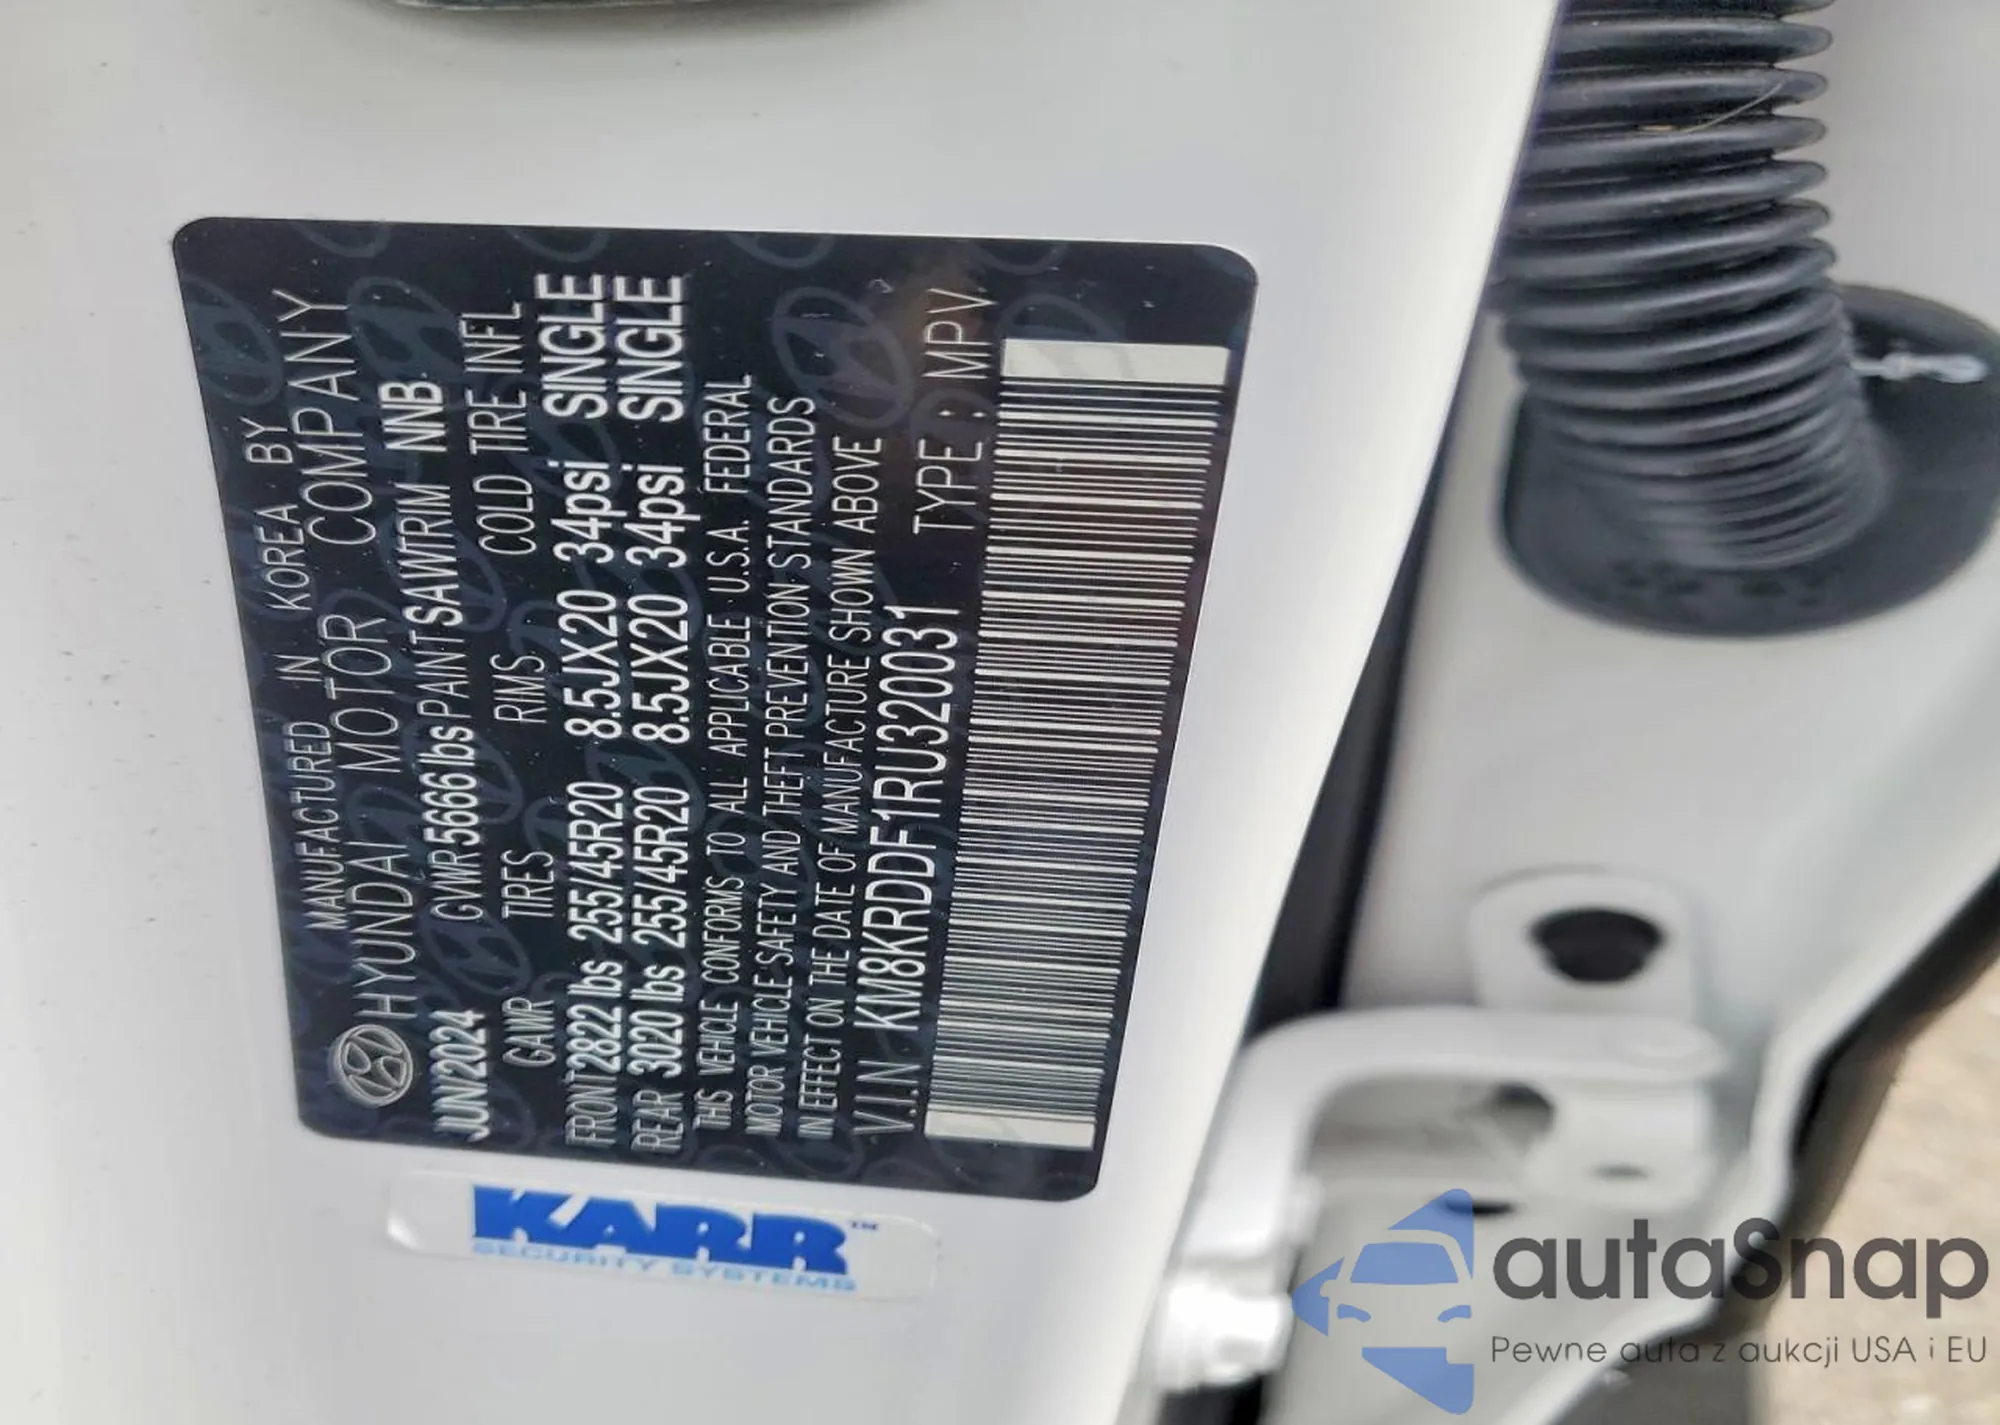 MANUFACTURED IN KOREA BY
HYUNDAI MOTOR COMPANY
JUN/2024 GVWR 5666 lbs PAINT SAW TRIM NNB
GAWR TIRES RIMS COLD TIRE INFL
FRONT 2822 lbs 255/45R20 8.5JX20 34psi SINGLE
REAR 3020 lbs 255/45R20 8.5JX20 34psi SINGLE
THIS VEHICLE CONFORMS TO ALL APPLICABLE U.S.A. FEDERAL
MOTOR VEHICLE SAFETY AND THEFT PREVENTION STANDARDS
IN EFFECT ON THE DATE OF MANUFACTURE SHOWN ABOVE
V.I.N KM8KRDDF1RU320031 TYPE : MPV
KARR™
SECURITY SYSTEMS
autaSnap
Pewne auta z aukcji USA i EU